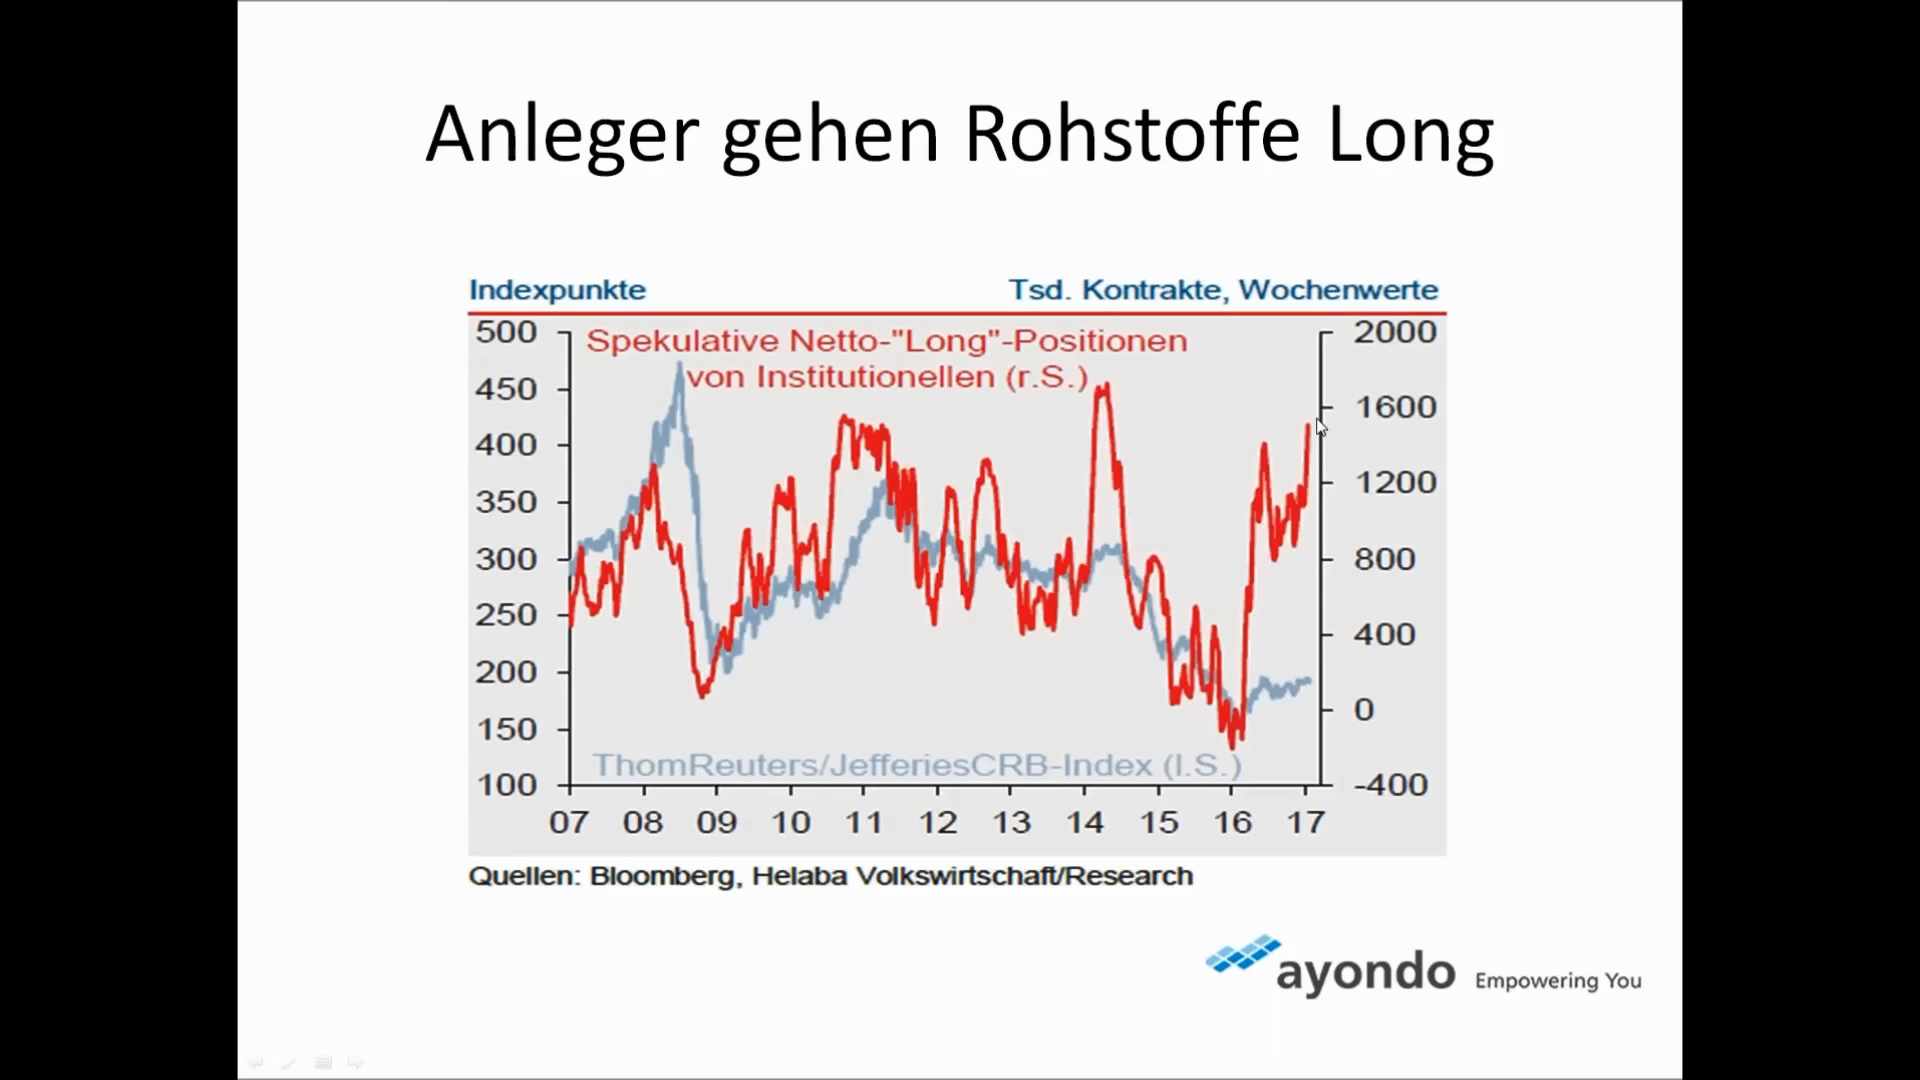 Anleger gehen Rohstoffe Long
Indexpunkte
Tsd. Kontrakte, Wochenwerte
500
450
400
350
300
250
200
150
100
Spekulative Netto-"Long"-Positionen
von Institutionellen (r.S.)
2000
1600
1200
800
400
0
-400
ThomReuters/JefferiesCRB-Index (l.S.)
07 08 09 10 11 12 13 14 15 16 17
Quellen: Bloomberg, Helaba Volkswirtschaft/Research
ayondo Empowering You